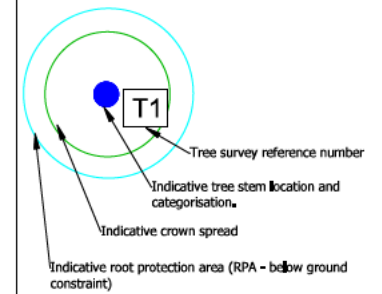 T1
Tree survey reference number
Indicative tree stem location and
categorisation.
Indicative crown spread
Indicative root protection area (RPA - below ground
constraint)